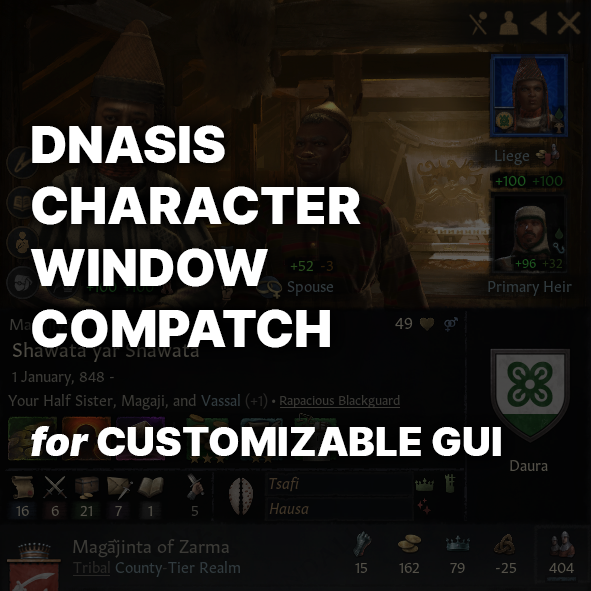 DNASIS
CHARACTER
WINDOW
COMPATCH
for CUSTOMIZABLE GUI
Liege
+100 +100
+52 -3
Spouse
+96 +32
Primary Heir
49
Shawata yar Shawata
1 January, 848 -
Your Half Sister, Magaji, and Vassal (+1) • Rapacious Blackguard
Daura
16 6 21 7 1 5
Tsafi
Hausa
Magãjinta of Zarma
Tribal County-Tier Realm
15 162 79 -25 404